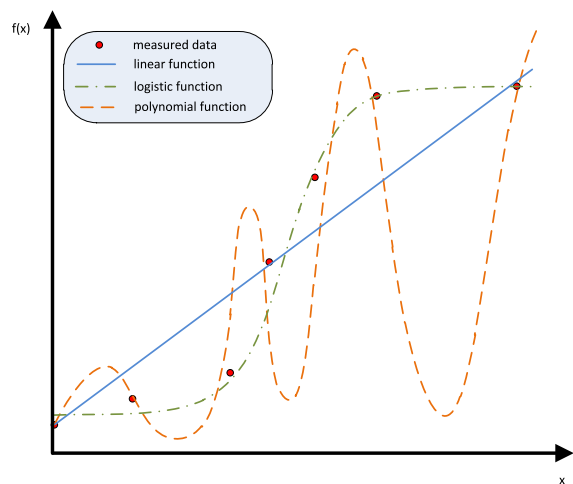 f(x)
measured data
linear function
logistic function
polynomial function
x